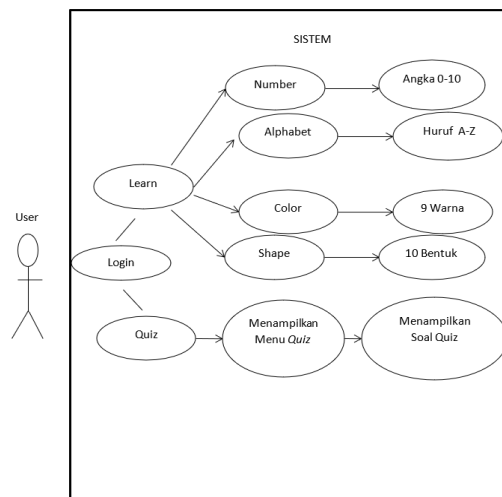 SISTEM
Number
Angka 0-10
Alphabet
Huruf A-Z
Learn
User
Color
9 Warna
Login
Shape
10 Bentuk
Quiz
Menampilkan
Menu Quiz
Menampilkan
Soal Quiz